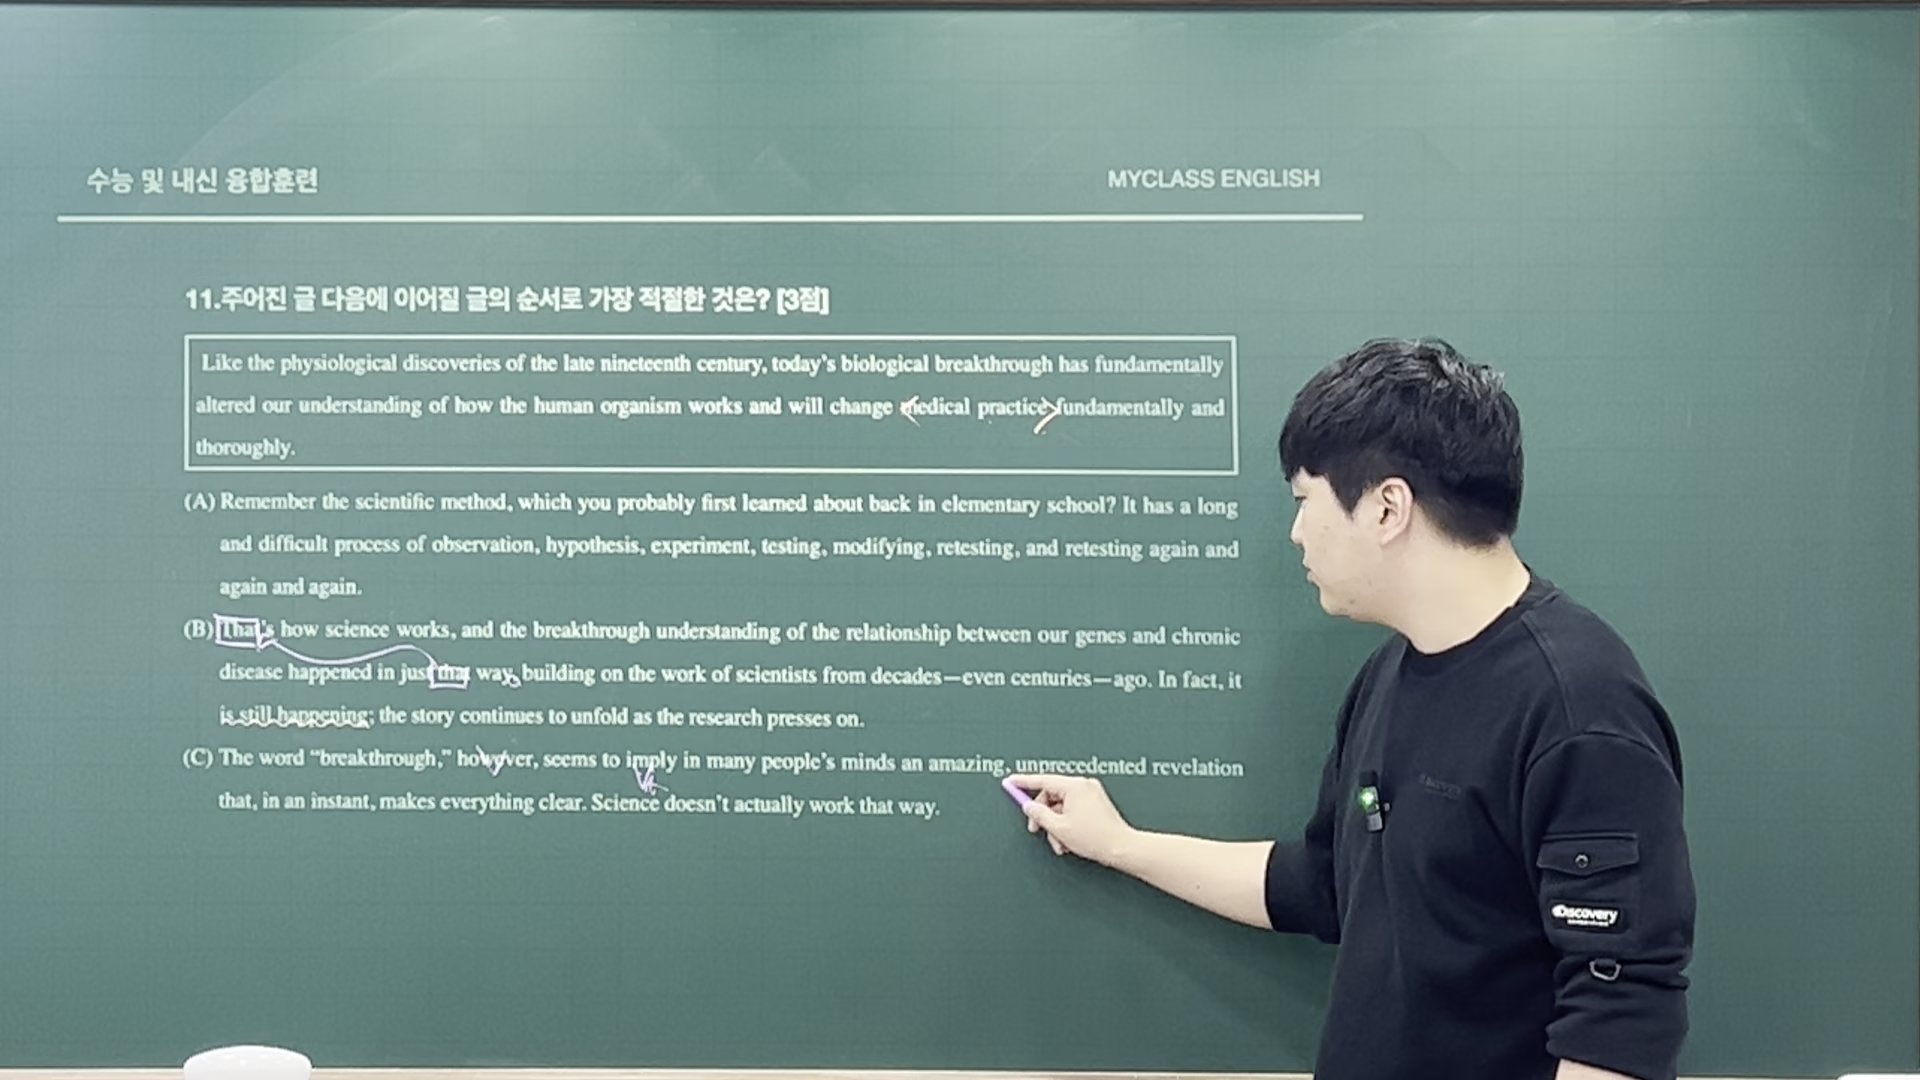 수능 및 내신 융합훈련
MYCLASS ENGLISH
11.주어진 글 다음에 이어질 글의 순서로 가장 적절한 것은? [3점]
Like the physiological discoveries of the late nineteenth century, today's biological breakthrough has fundamentally
altered our understanding of how the human organism works and will change medical practice fundamentally and
thoroughly.
(A) Remember the scientific method, which you probably first learned about back in elementary school? It has a long
and difficult process of observation, hypothesis, experiment, testing, modifying, retesting, and retesting again and
again and again.
(B) That's how science works, and the breakthrough understanding of the relationship between our genes and chronic
disease happened in just that way, building on the work of scientists from decades—even centuries—ago. In fact, it
is still happening; the story continues to unfold as the research presses on.
(C) The word “breakthrough,” however, seems to imply in many people's minds an amazing, unprecedented revelation
that, in an instant, makes everything clear. Science doesn't actually work that way.
Discovery